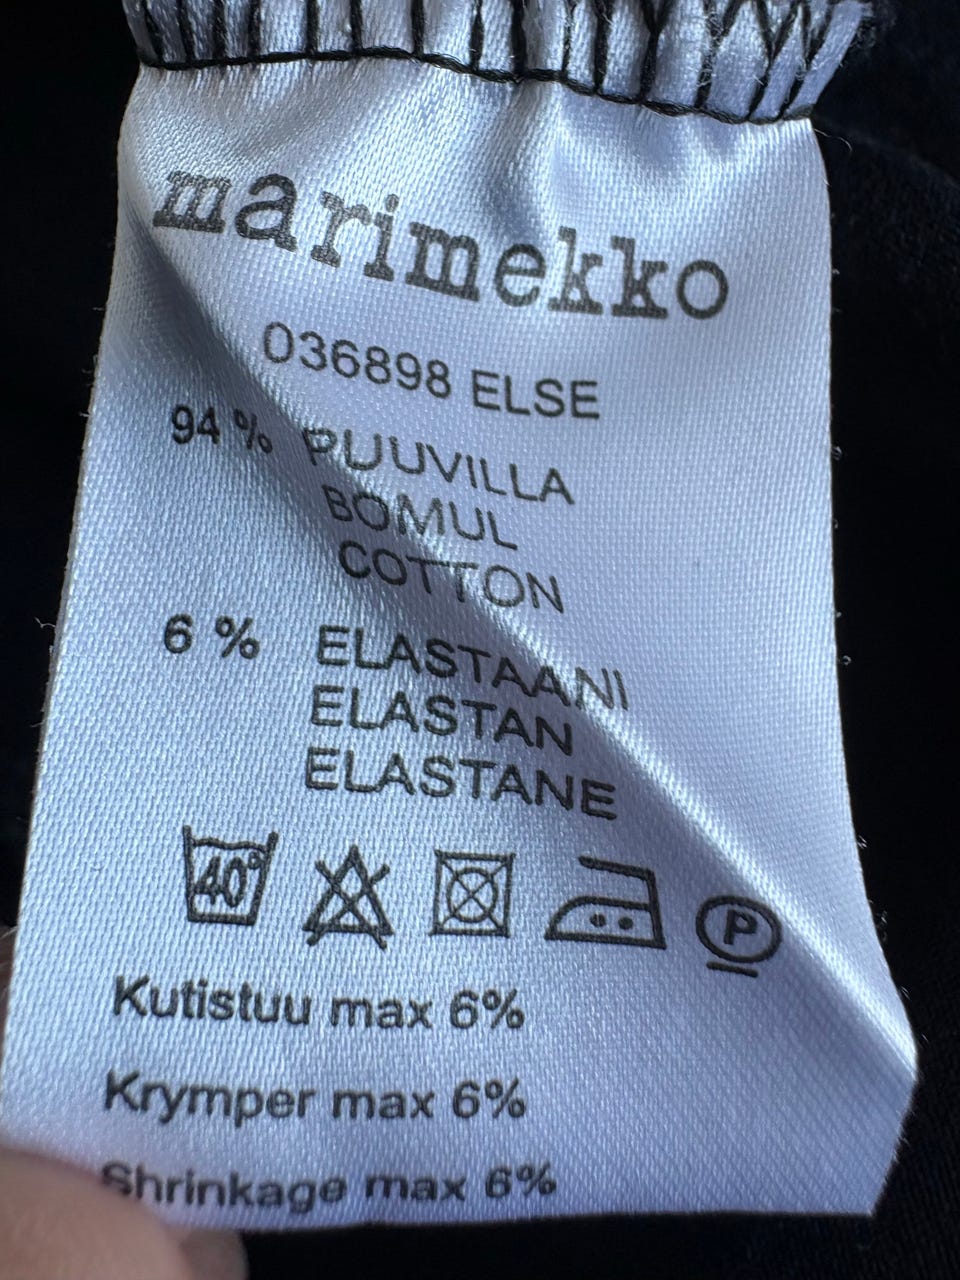 marimekko
036898 ELSE
94 % PUUVILLA
BOMUL
COTTON
6 % ELASTAANI
ELASTAN
ELASTANE
40° P
Kutistuu max 6%
Krymper max 6%
Shrinkage max 6%